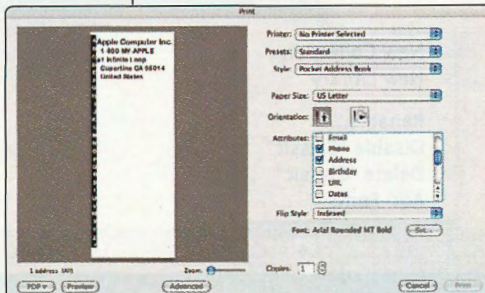 Print
Apple Computer Inc.
1 800 MY APPLE
1 Infinite Loop
Cupertino CA 95014
United States
Printer: No Printer Selected
Presets: Standard
Style: Pocket Address Book
Paper Size: US Letter
Orientation:
Attributes: Email
Phone
Address
Birthday
URL
Dates
Flip Style: Indexed
Font: Arial Rounded MT Bold Set...
1 address
Zoom:
Copies: 1
PDF Preview Advanced Cancel Print